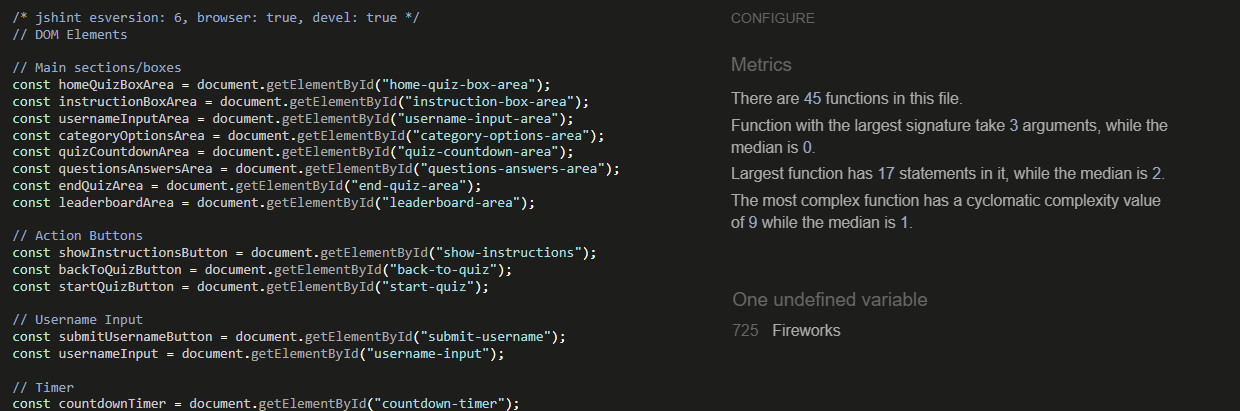 /* jshint esversion: 6, browser: true, devel: true */
// DOM Elements

// Main sections/boxes
const homeQuizBoxArea = document.getElementById("home-quiz-box-area");
const instructionBoxArea = document.getElementById("instruction-box-area");
const usernameInputArea = document.getElementById("username-input-area");
const categoryOptionsArea = document.getElementById("category-options-area");
const quizCountdownArea = document.getElementById("quiz-countdown-area");
const questionsAnswersArea = document.getElementById("questions-answers-area");
const endQuizArea = document.getElementById("end-quiz-area");
const leaderboardArea = document.getElementById("leaderboard-area");

// Action Buttons
const showInstructionsButton = document.getElementById("show-instructions");
const backToQuizButton = document.getElementById("back-to-quiz");
const startQuizButton = document.getElementById("start-quiz");

// Username Input
const submitUsernameButton = document.getElementById("submit-username");
const usernameInput = document.getElementById("username-input");

// Timer
const countdownTimer = document.getElementById("countdown-timer");

CONFIGURE
Metrics
There are 45 functions in this file.
Function with the largest signature take 3 arguments, while the
median is 0.
Largest function has 17 statements in it, while the median is 2.
The most complex function has a cyclomatic complexity value
of 9 while the median is 1.
One undefined variable
725 Fireworks